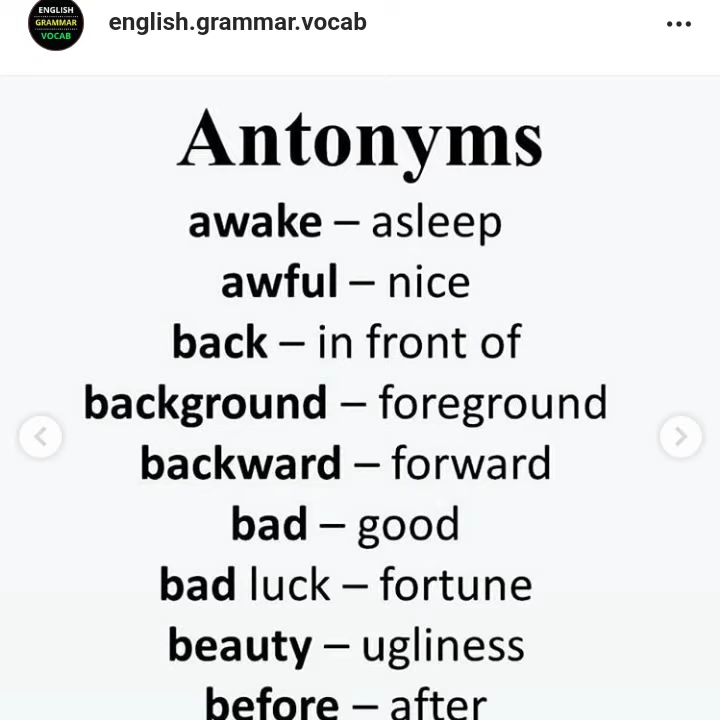 ENGLISH
GRAMMAR
VOCAB
english.grammar.vocab
Antonyms
awake – asleep
awful – nice
back – in front of
background – foreground
backward – forward
bad – good
bad luck – fortune
beauty – ugliness
before – after